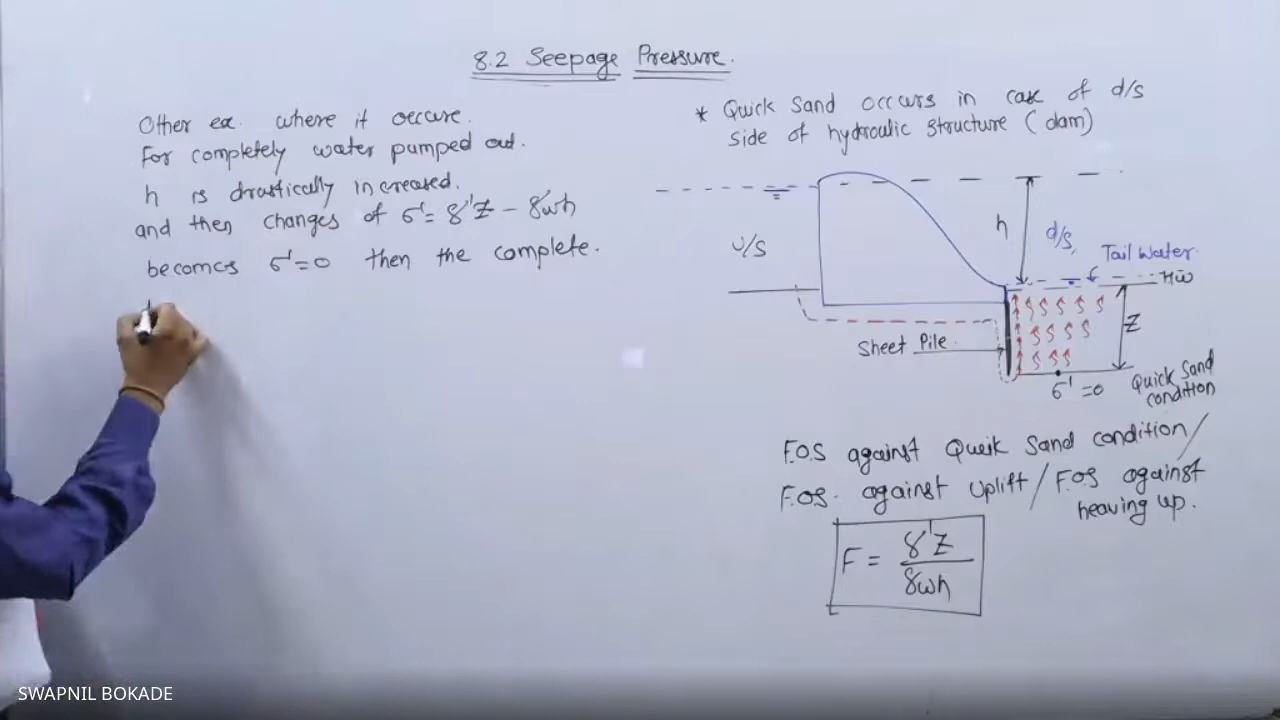 8.2 Seepage Pressure.
Other ex. where it occure.
For completely water pumped out.
h is drastically increased.
and then changes of σ'= γ'Z - γwh
becomes σ'=0 then the complete.
* Quick Sand occurs in case of d/s
side of hydraulic structure (dam)
U/S
h
d/s,
Tail Water.
Z
Sheet Pile.
σ'=0
Quick Sand
condition
F.O.S against Queik Sand condition/
F.O.S. against Uplift/F.O.S against
heaving up.
F = γ'Z
γwh
SWAPNIL BOKADE